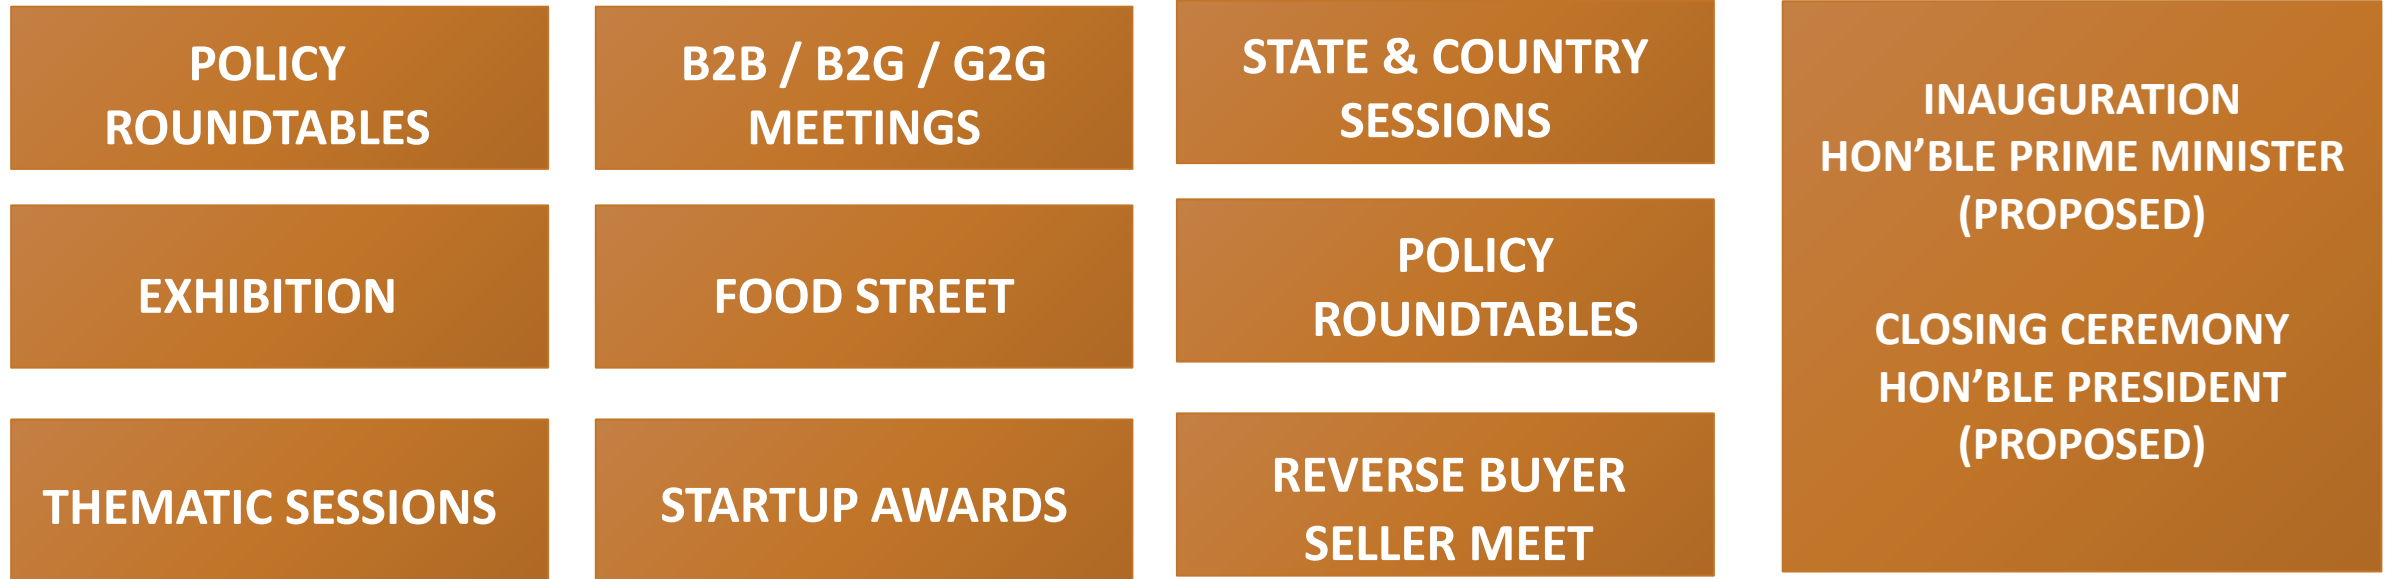 POLICY
ROUNDTABLES
B2B / B2G / G2G
MEETINGS
STATE & COUNTRY
SESSIONS
EXHIBITION
FOOD STREET
POLICY
ROUNDTABLES
THEMATIC SESSIONS
STARTUP AWARDS
REVERSE BUYER
SELLER MEET
INAUGURATION
HON’BLE PRIME MINISTER
(PROPOSED)
CLOSING CEREMONY
HON’BLE PRESIDENT
(PROPOSED)